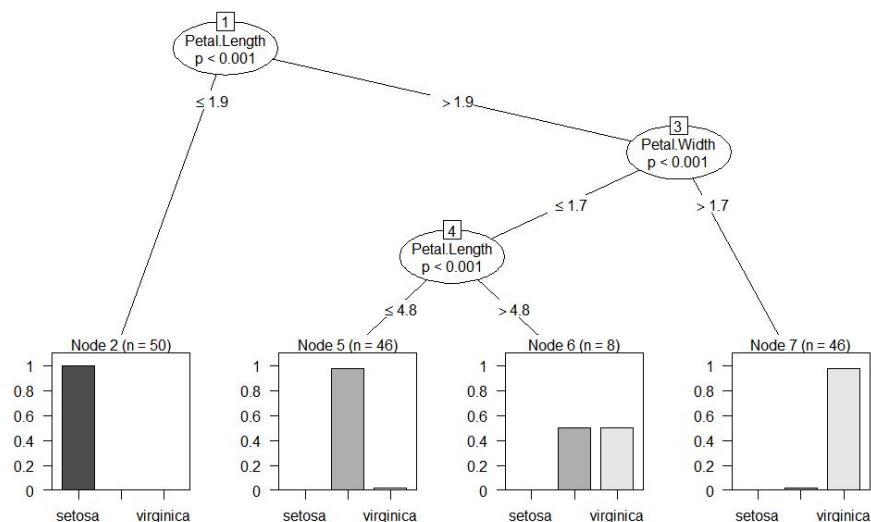 1
Petal.Length
p < 0.001
≤ 1.9
> 1.9
3
Petal.Width
p < 0.001
≤ 1.7
> 1.7
4
Petal.Length
p < 0.001
≤ 4.8
> 4.8
Node 2 (n = 50)
1
0.8
0.6
0.4
0.2
0
setosa virginica
Node 5 (n = 46)
1
0.8
0.6
0.4
0.2
0
setosa virginica
Node 6 (n = 8)
1
0.8
0.6
0.4
0.2
0
setosa virginica
Node 7 (n = 46)
1
0.8
0.6
0.4
0.2
0
setosa virginica